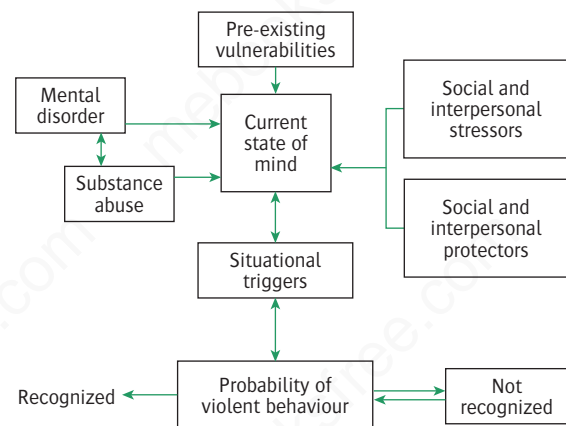 Pre-existing
vulnerabilities
Mental
disorder
Substance
abuse
Current
state of
mind
Social and
interpersonal
stressors
Social and
interpersonal
protectors
Situational
triggers
Recognized
Probability of
violent behaviour
Not
recognized